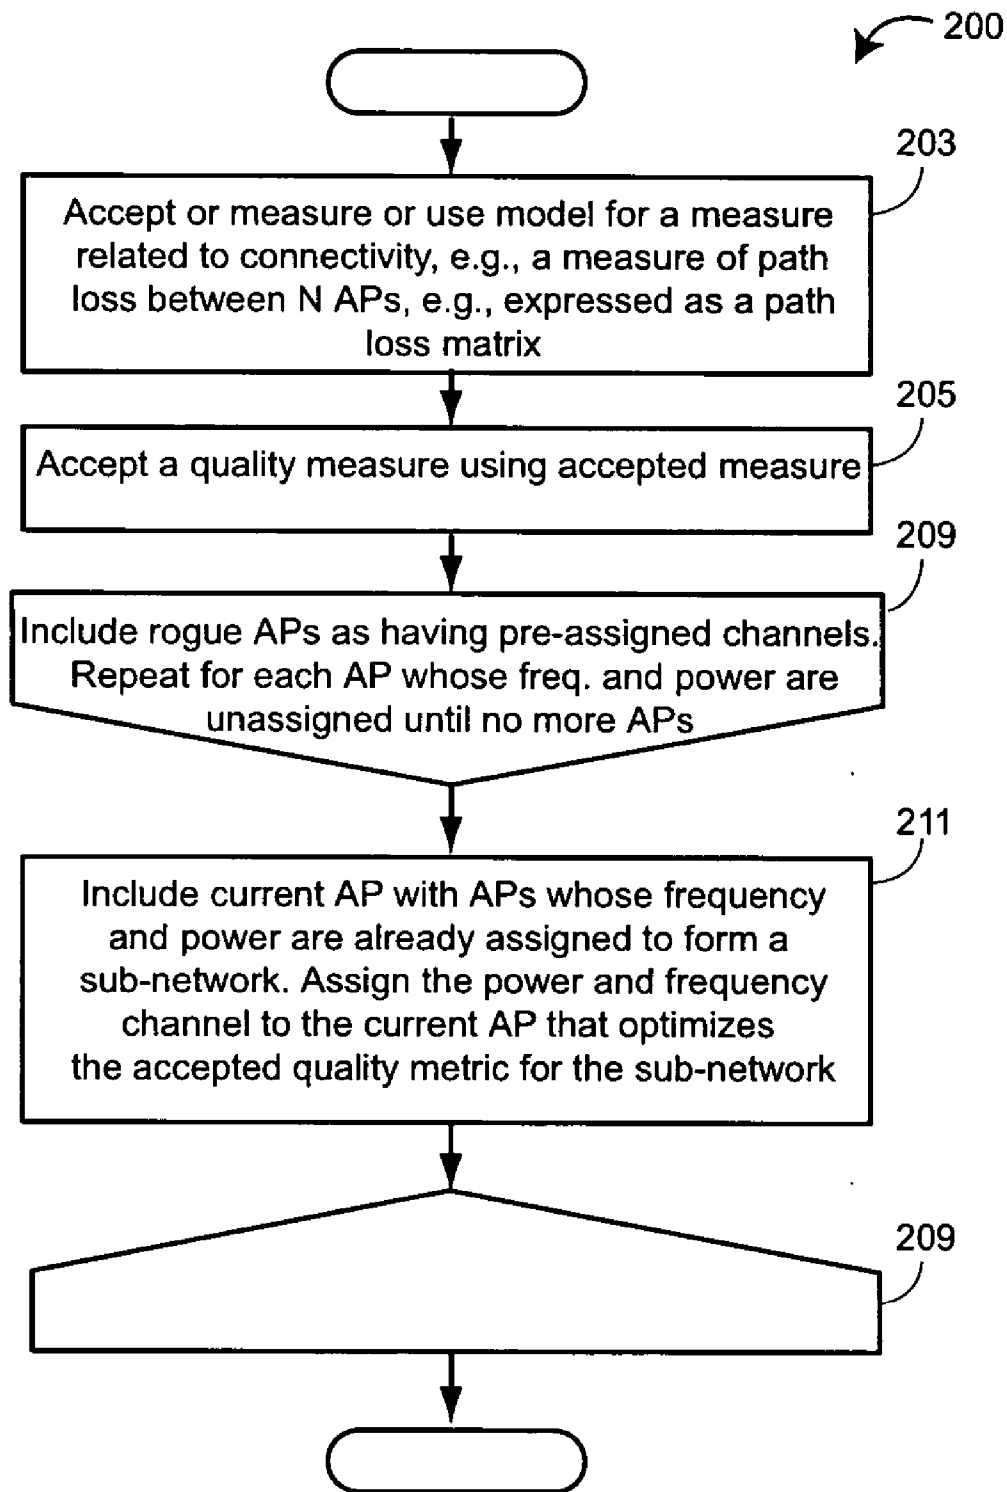 200
203
Accept or measure or use model for a measure
related to connectivity, e.g., a measure of path
loss between N APs, e.g., expressed as a path
loss matrix
205
Accept a quality measure using accepted measure
209
Include rogue APs as having pre-assigned channels.
Repeat for each AP whose freq. and power are
unassigned until no more APs
211
Include current AP with APs whose frequency
and power are already assigned to form a
sub-network. Assign the power and frequency
channel to the current AP that optimizes
the accepted quality metric for the sub-network
209